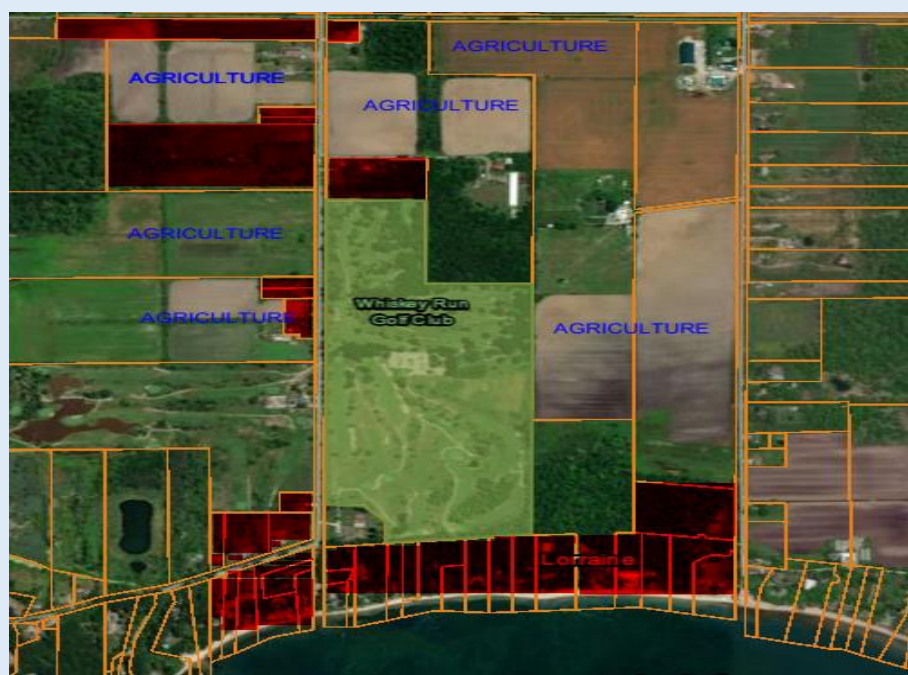 AGRICULTURE
AGRICULTURE
AGRICULTURE
AGRICULTURE
Whiskey Run
Golf Club
AGRICULTURE
AGRICULTURE
Lorraine